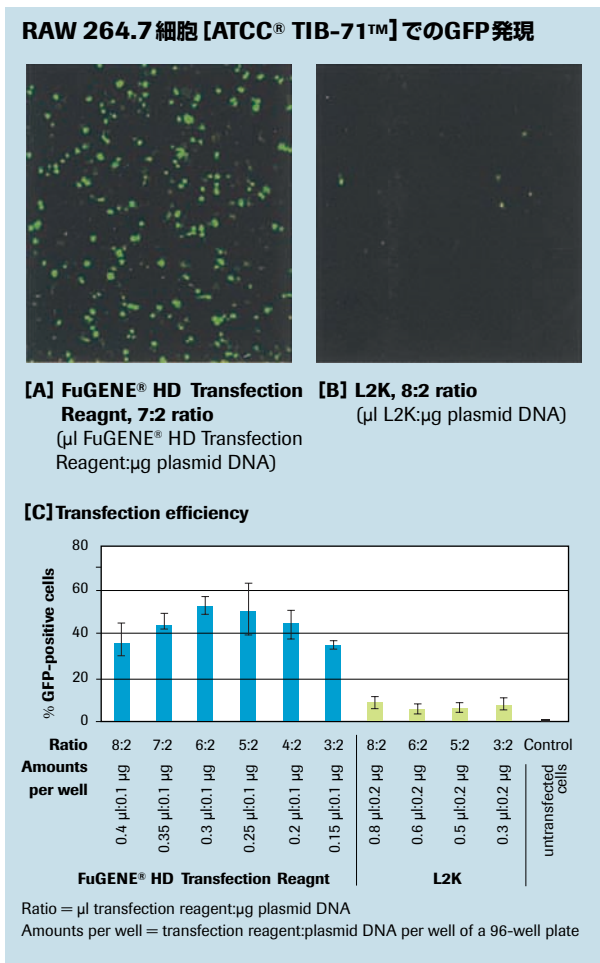 RAW 264.7 細胞 [ATCC® TIB-71™] でのGFP発現
[A] FuGENE® HD Transfection
Reagnt, 7:2 ratio
(µl FuGENE® HD Transfection
Reagent:µg plasmid DNA)
[B] L2K, 8:2 ratio
(µl L2K:µg plasmid DNA)
[C] Transfection efficiency
% GFP-positive cells
80
60
40
20
0
Ratio 8:2 7:2 6:2 5:2 4:2 3:2 8:2 6:2 5:2 3:2 Control
Amounts
per well
0.4 µl:0.1 µg
0.35 µl:0.1 µg
0.3 µl:0.1 µg
0.25 µl:0.1 µg
0.2 µl:0.1 µg
0.15 µl:0.1 µg
0.8 µl:0.2 µg
0.6 µl:0.2 µg
0.5 µl:0.2 µg
0.3 µl:0.2 µg
untransfected
cells
FuGENE® HD Transfection Reagnt L2K
Ratio = µl transfection reagent:µg plasmid DNA
Amounts per well = transfection reagent:plasmid DNA per well of a 96-well plate